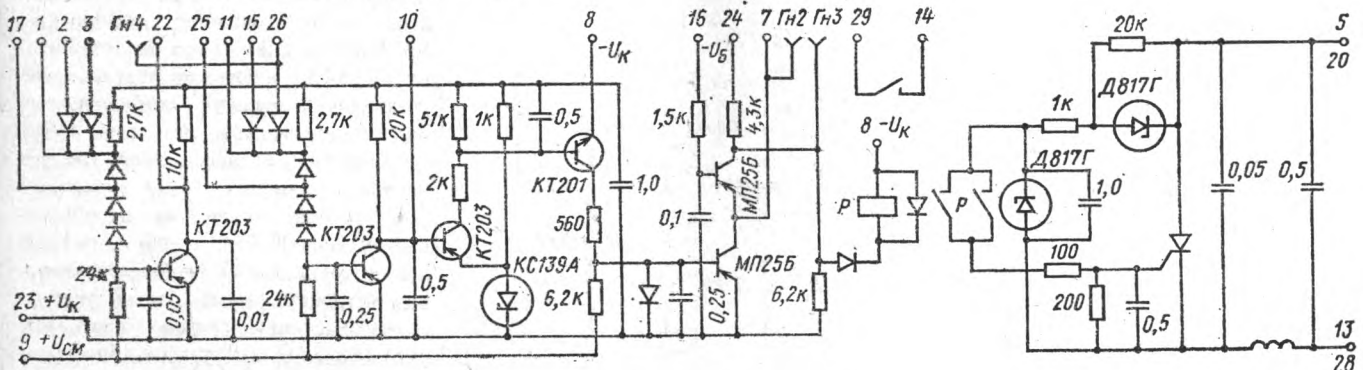 17 1 2 3 Гн4 22 25 11 15 26 10 8 16 24 7 Гн2 Гн3 29 14 5
20к 20
-Uк -Uб
Д817Г
2,7к 2,7к 51к 1к 0,5 1,5к 4,3к 8 -Uк 1к
10к 20к
КТ201 1,0 МП25Б Д817Г 0,05 0,5
2к 1,0
560 0,1 Р Р
КТ203 КТ203 КТ203
КС139А МП25Б 100
24к 0,5
23 +Uк 0,05 0,01 24к 0,25 6,2к 0,25 6,2к 200 0,5
9 +Uсм 13
28